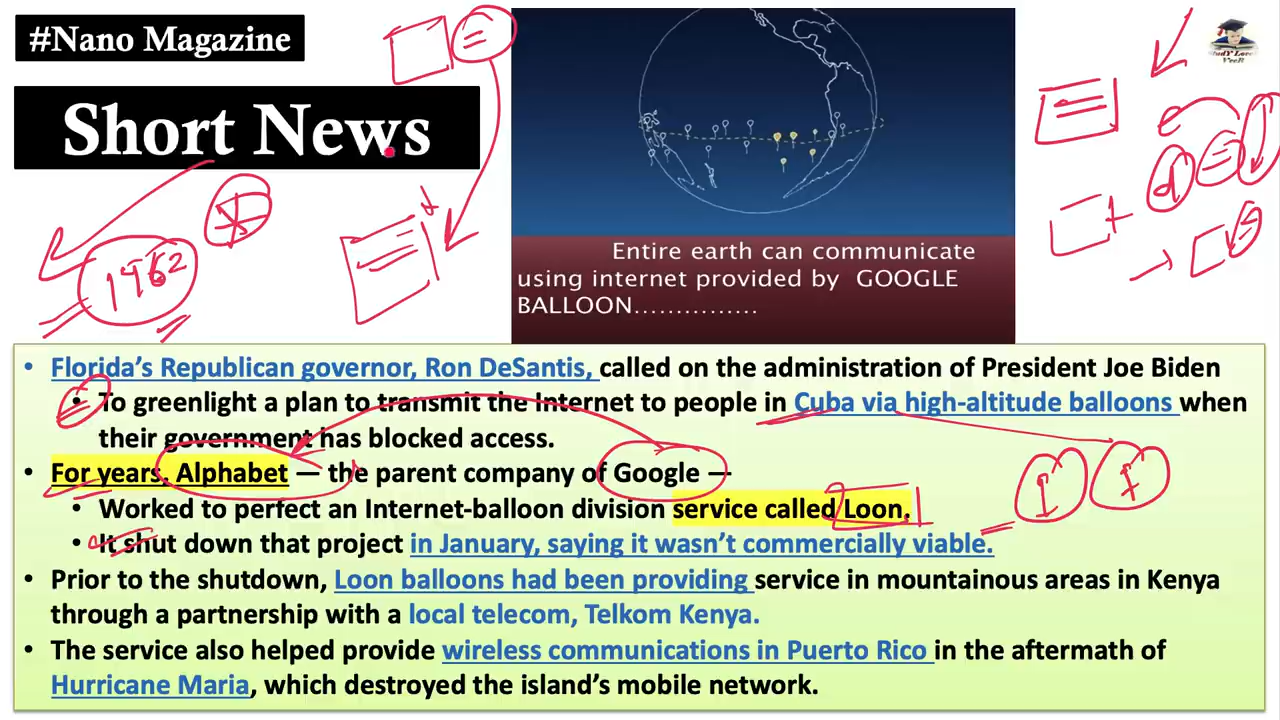 #Nano Magazine
Short News
1962
Entire earth can communicate
using internet provided by GOOGLE
BALLOON……………
• Florida's Republican governor, Ron DeSantis, called on the administration of President Joe Biden
• To greenlight a plan to transmit the Internet to people in Cuba via high-altitude balloons when
their government has blocked access.
• For years, Alphabet — the parent company of Google —
• Worked to perfect an Internet-balloon division service called Loon.
• It shut down that project in January, saying it wasn't commercially viable.
• Prior to the shutdown, Loon balloons had been providing service in mountainous areas in Kenya
through a partnership with a local telecom, Telkom Kenya.
• The service also helped provide wireless communications in Puerto Rico in the aftermath of
Hurricane Maria, which destroyed the island's mobile network.